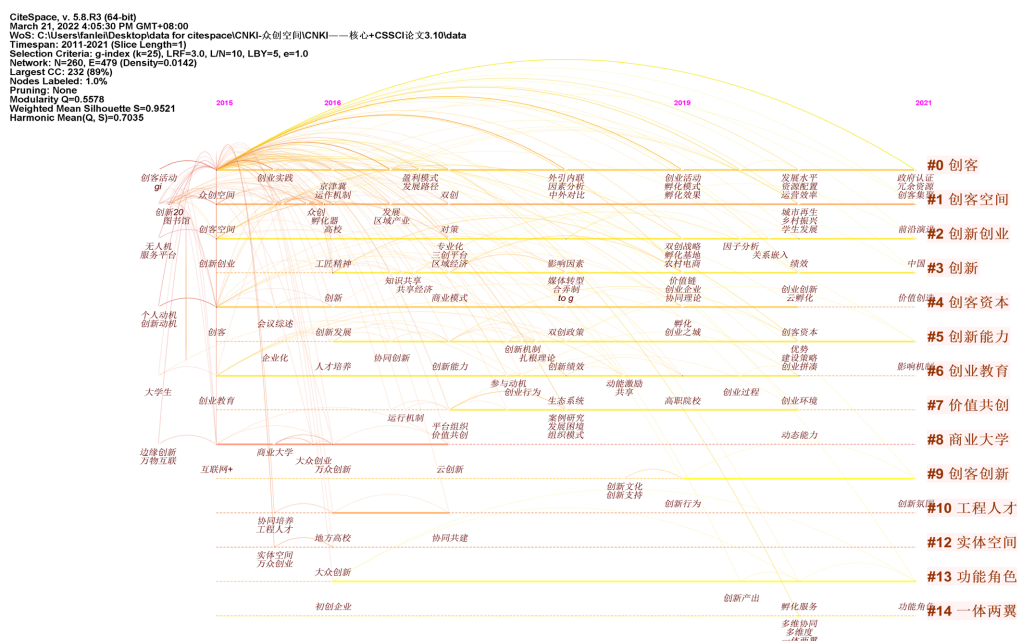 CiteSpace, v. 5.8.R3 (64-bit)
March 21, 2022 4:05:30 PM GMT+08:00
WoS: C:\Users\fanlei\Desktop\data for citespace\CNKI-众创空间\CNKI——核心+CSSCI论文3.10\data
Timespan: 2011-2021 (Slice Length=1)
Selection Criteria: g-index (k=25), LRF=3.0, L/N=10, LBY=5, e=1.0
Network: N=260, E=479 (Density=0.0142)
Largest CC: 232 (89%)
Nodes Labeled: 1.0%
Pruning: None
Modularity Q=0.5578
Weighted Mean Silhouette S=0.9521
Harmonic Mean(Q, S)=0.7035
2015 2016 2019 2021
#0 创客
创客活动 创业实践 盈利模式 外引内联 创业活动 发展水平 政府认证
gi 京津冀 发展路径 因素分析 孵化模式 资源配置 冗余资源
众创空间 运作机制 双创 中外对比 孵化效果 运营效率 创客集聚
#1 创客空间
创新20 众创 发展 城市再生
图书馆 孵化器 区域产业 乡村振兴
创客空间 高校 对策 学生发展 前沿演进
#2 创新创业
无人机 专业化 双创战略 因子分析
服务平台 三创平台 孵化基地 关系嵌入
创新创业 工匠精神 区域经济 影响因素 农村电商 绩效 中国
#3 创新
知识共享 媒体转型 价值链
共享经济 合弄制 创业企业 创业创新
创新 商业模式 to g 协同理论 云孵化 价值创造
#4 创客资本
个人动机
创新动机 会议综述 孵化
创客 创新发展 双创政策 创业之城 创客资本
#5 创新能力
创新机制 优势
企业化 协同创新 扎根理论 建设策略
人才培养 创新能力 创新绩效 创业拼凑 影响机制
#6 创业教育
大学生 参与动机 动能激励
创业行为 共享 创业过程
创业教育 生态系统 高职院校 创业环境
#7 价值共创
运行机制 案例研究
平台组织 发展困境
价值共创 组织模式 动态能力
#8 商业大学
边缘创新 商业大学
万物互联 大众创业
互联网+ 万众创新 云创新
#9 创客创新
创新文化
创新支持
创新行为 创新氛围
#10 工程人才
协同培养
工程人才
地方高校 协同共建
#12 实体空间
实体空间
万众创业
大众创新
#13 功能角色
创新产出
初创企业 孵化服务 功能角色
#14 一体两翼
多维协同
多维度
一体两翼